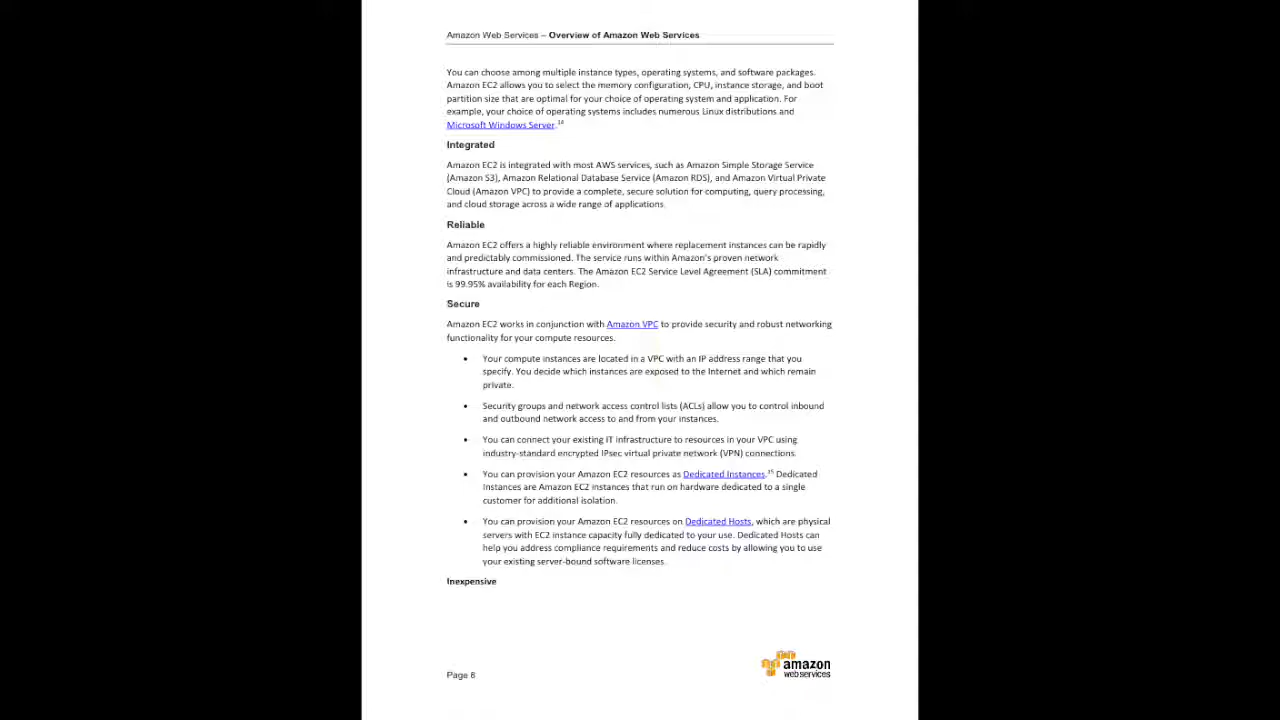 Amazon Web Services – Overview of Amazon Web Services
You can choose among multiple instance types, operating systems, and software packages.
Amazon EC2 allows you to select the memory configuration, CPU, instance storage, and boot
partition size that are optimal for your choice of operating system and application. For
example, your choice of operating systems includes numerous Linux distributions and
Microsoft Windows Server.14
Integrated
Amazon EC2 is integrated with most AWS services, such as Amazon Simple Storage Service
(Amazon S3), Amazon Relational Database Service (Amazon RDS), and Amazon Virtual Private
Cloud (Amazon VPC) to provide a complete, secure solution for computing, query processing,
and cloud storage across a wide range of applications.
Reliable
Amazon EC2 offers a highly reliable environment where replacement instances can be rapidly
and predictably commissioned. The service runs within Amazon's proven network
infrastructure and data centers. The Amazon EC2 Service Level Agreement (SLA) commitment
is 99.95% availability for each Region.
Secure
Amazon EC2 works in conjunction with Amazon VPC to provide security and robust networking
functionality for your compute resources.
• Your compute instances are located in a VPC with an IP address range that you
specify. You decide which instances are exposed to the Internet and which remain
private.
• Security groups and network access control lists (ACLs) allow you to control inbound
and outbound network access to and from your instances.
• You can connect your existing IT infrastructure to resources in your VPC using
industry-standard encrypted IPsec virtual private network (VPN) connections.
• You can provision your Amazon EC2 resources as Dedicated Instances.15 Dedicated
Instances are Amazon EC2 instances that run on hardware dedicated to a single
customer for additional isolation.
• You can provision your Amazon EC2 resources on Dedicated Hosts, which are physical
servers with EC2 instance capacity fully dedicated to your use. Dedicated Hosts can
help you address compliance requirements and reduce costs by allowing you to use
your existing server-bound software licenses.
Inexpensive
amazon
webservices
Page 8